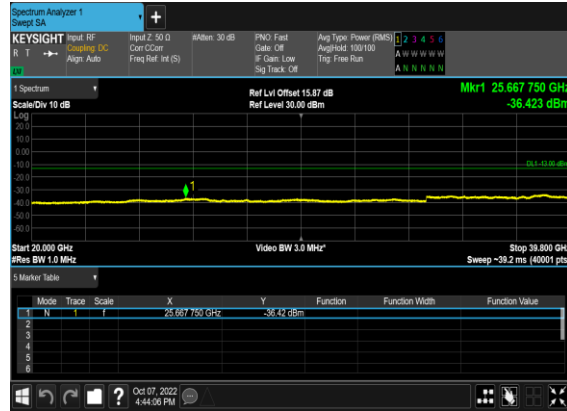 Spectrum Analyzer 1
Swept SA
+
KEYSIGHT Input: RF Input Z: 50 Ω #Atten: 30 dB PNO: Fast Avg Type: Power (RMS) 1 2 3 4 5 6
R T Coupling: DC Corr CCorr Gate: Off Avg|Hold: 100/100 A W W W W W
Align: Auto Freq Ref: Int (S) IF Gain: Low Trig: Free Run
Sig Track: Off A N N N N N
1 Spectrum Ref Lvl Offset 15.87 dB Mkr1 25.667 750 GHz
Scale/Div 10 dB Ref Level 30.00 dBm -36.423 dBm
Log
20.0
10.0
0.00
-10.0
DL1 -13.00 dBm
-20.0
-30.0
1
-40.0
-50.0
-60.0
Start 20.000 GHz Video BW 3.0 MHz* Stop 39.800 GHz
#Res BW 1.0 MHz Sweep ~39.2 ms (40001 pts)
5 Marker Table
Mode Trace Scale X Y Function Function Width Function Value
1 N 1 f 25.667 750 GHz -36.42 dBm
2
3
4
5
6
? Oct 07, 2022
4:44:06 PM